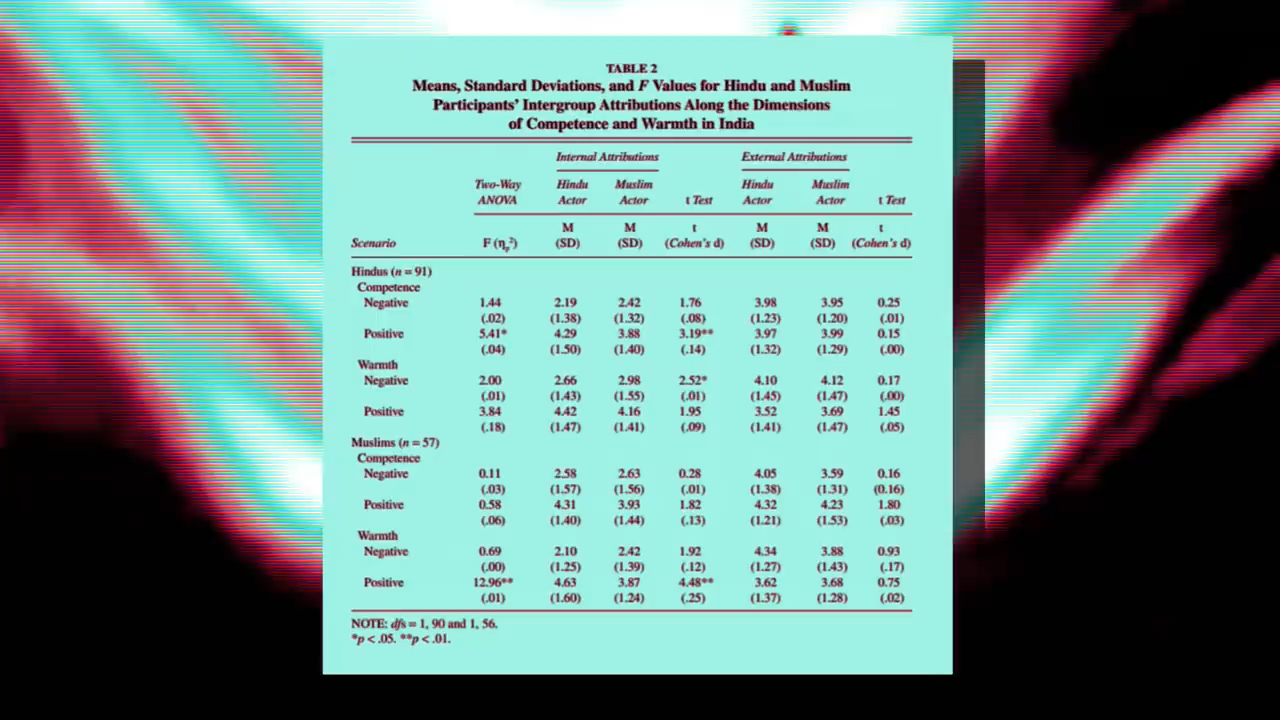 TABLE 2
Means, Standard Deviations, and F Values for Hindu and Muslim
Participants' Intergroup Attributions Along the Dimensions
of Competence and Warmth in India
Internal Attributions External Attributions
Two-Way Hindu Muslim Hindu Muslim
ANOVA Actor Actor t Test Actor Actor t Test
M M t M M t
Scenario F (ηp²) (SD) (SD) (Cohen's d) (SD) (SD) (Cohen's d)
Hindus (n = 91)
Competence
Negative 1.44 2.19 2.42 1.76 3.98 3.95 0.25
(.02) (1.38) (1.32) (.08) (1.23) (1.20) (.01)
Positive 5.41* 4.29 3.88 3.19** 3.97 3.99 0.15
(.04) (1.50) (1.40) (.14) (1.32) (1.29) (.00)
Warmth
Negative 2.00 2.66 2.98 2.52* 4.10 4.12 0.17
(.01) (1.43) (1.55) (.01) (1.45) (1.47) (.00)
Positive 3.84 4.42 4.16 1.95 3.52 3.69 1.45
(.18) (1.47) (1.41) (.09) (1.41) (1.47) (.05)
Muslims (n = 57)
Competence
Negative 0.11 2.58 2.63 0.28 4.05 3.59 0.16
(.03) (1.57) (1.56) (.01) (1.38) (1.31) (0.16)
Positive 0.58 4.31 3.93 1.82 4.32 4.23 1.80
(.06) (1.40) (1.44) (.13) (1.21) (1.53) (.03)
Warmth
Negative 0.69 2.10 2.42 1.92 4.34 3.88 0.93
(.00) (1.25) (1.39) (.12) (1.27) (1.43) (.17)
Positive 12.96** 4.63 3.87 4.48** 3.62 3.68 0.75
(.01) (1.60) (1.24) (.25) (1.37) (1.28) (.02)
NOTE: dfs = 1, 90 and 1, 56.
*p < .05. **p < .01.